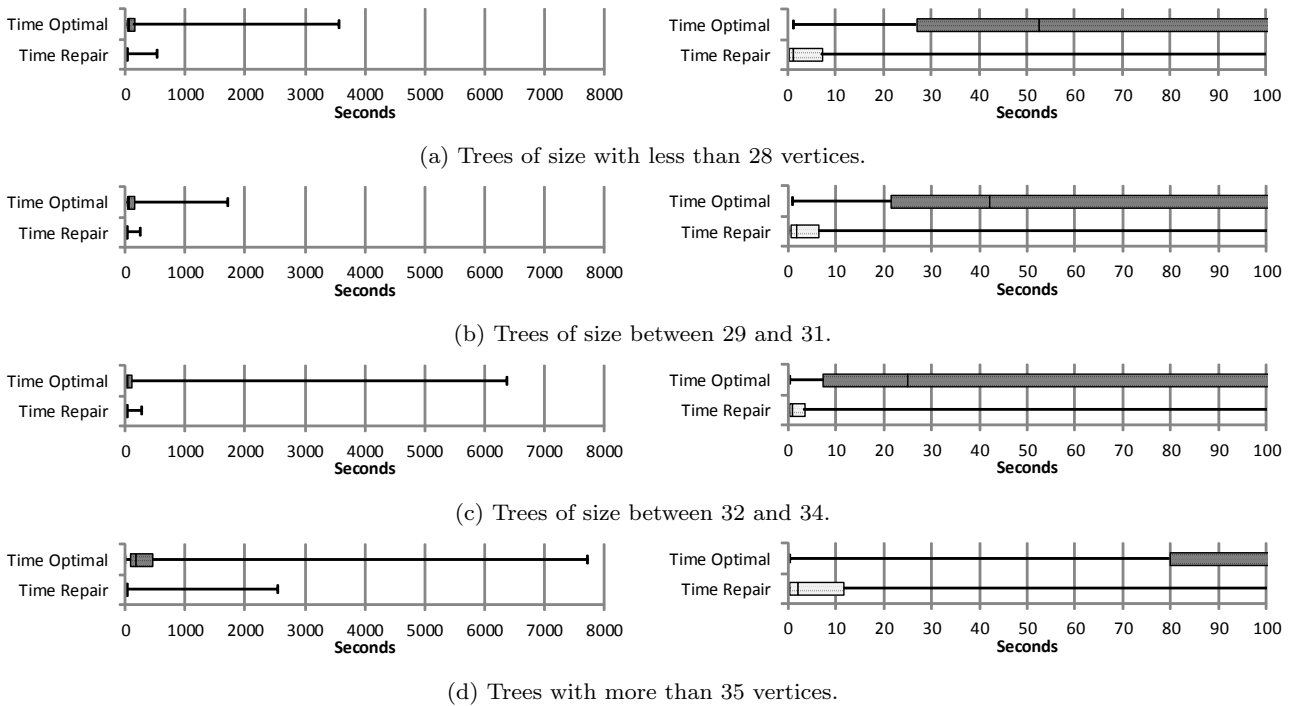 Time Optimal
Time Repair
0 1000 2000 3000 4000 5000 6000 7000 8000
Seconds
Time Optimal
Time Repair
0 10 20 30 40 50 60 70 80 90 100
Seconds
(a) Trees of size with less than 28 vertices.
Time Optimal
Time Repair
0 1000 2000 3000 4000 5000 6000 7000 8000
Seconds
Time Optimal
Time Repair
0 10 20 30 40 50 60 70 80 90 100
Seconds
(b) Trees of size between 29 and 31.
Time Optimal
Time Repair
0 1000 2000 3000 4000 5000 6000 7000 8000
Seconds
Time Optimal
Time Repair
0 10 20 30 40 50 60 70 80 90 100
Seconds
(c) Trees of size between 32 and 34.
Time Optimal
Time Repair
0 1000 2000 3000 4000 5000 6000 7000 8000
Seconds
Time Optimal
Time Repair
0 10 20 30 40 50 60 70 80 90 100
Seconds
(d) Trees with more than 35 vertices.